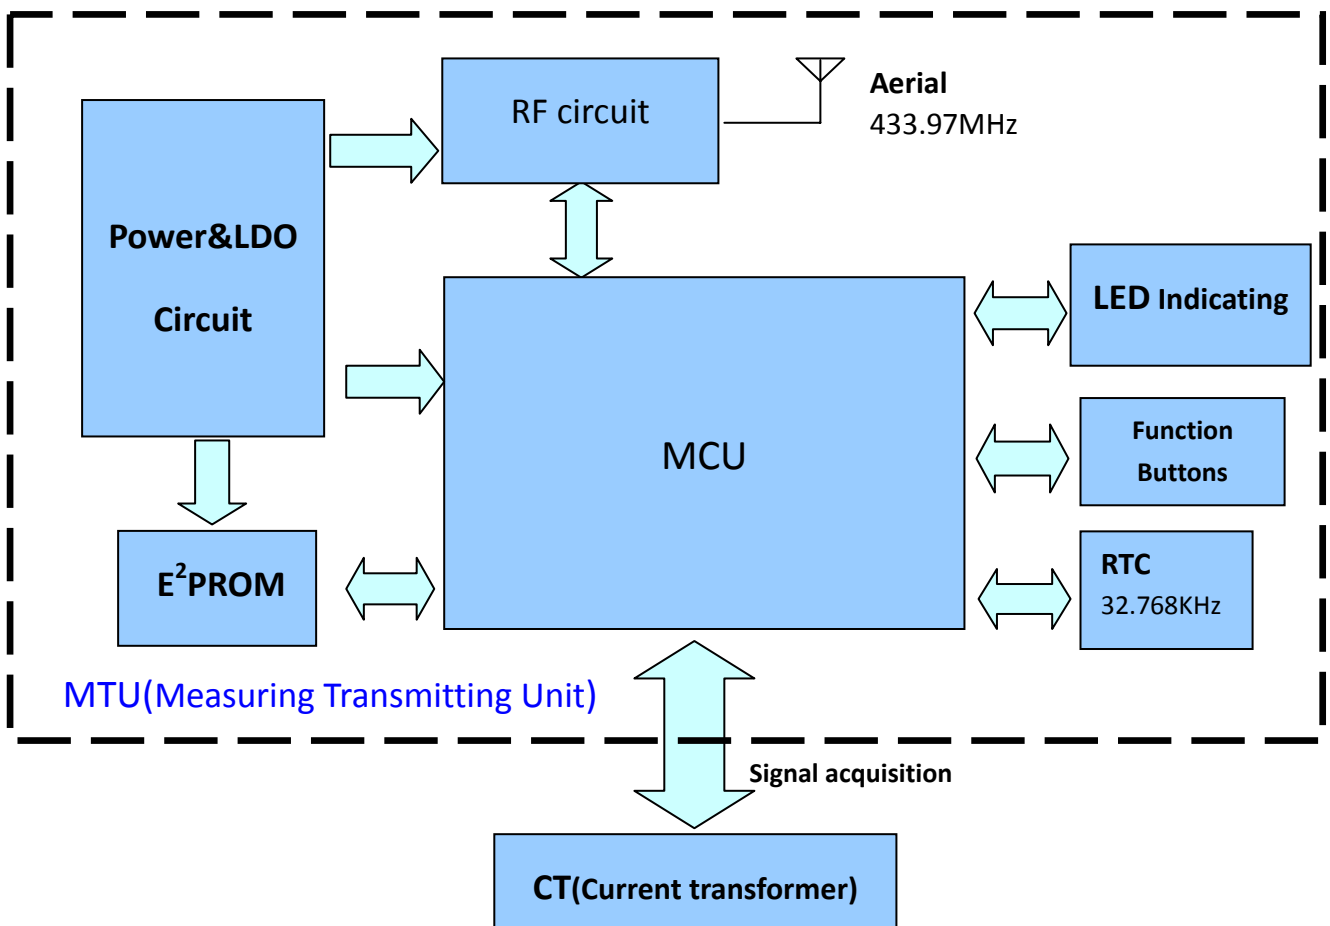 RF circuit
Aerial
433.97MHz
Power&LDO
Circuit
LED Indicating
MCU
Function
Buttons
E²PROM
RTC
32.768KHz
MTU(Measuring Transmitting Unit)
Signal acquisition
CT(Current transformer)